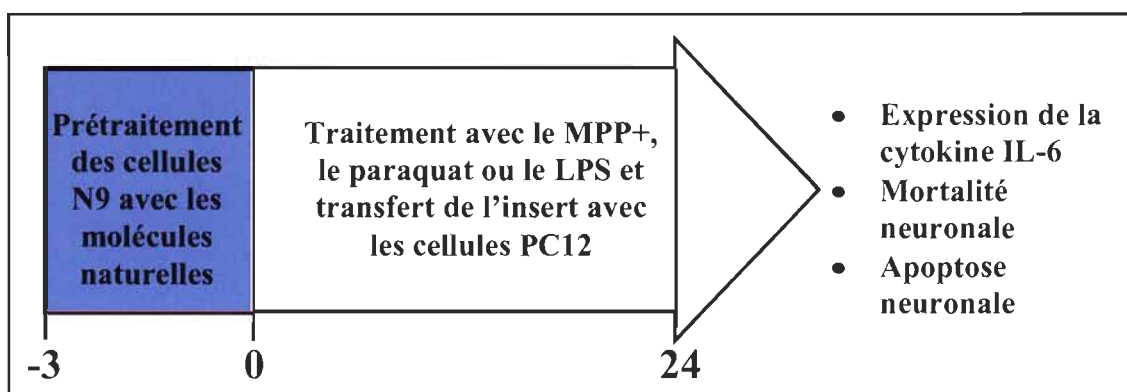 Prétraitement
des cellules
N9 avec les
molécules
naturelles
Traitement avec le MPP+,
le paraquat ou le LPS et
transfert de l'insert avec
les cellules PC12
• Expression de la
cytokine IL-6
• Mortalité
neuronale
• Apoptose
neuronale
-3 0 24